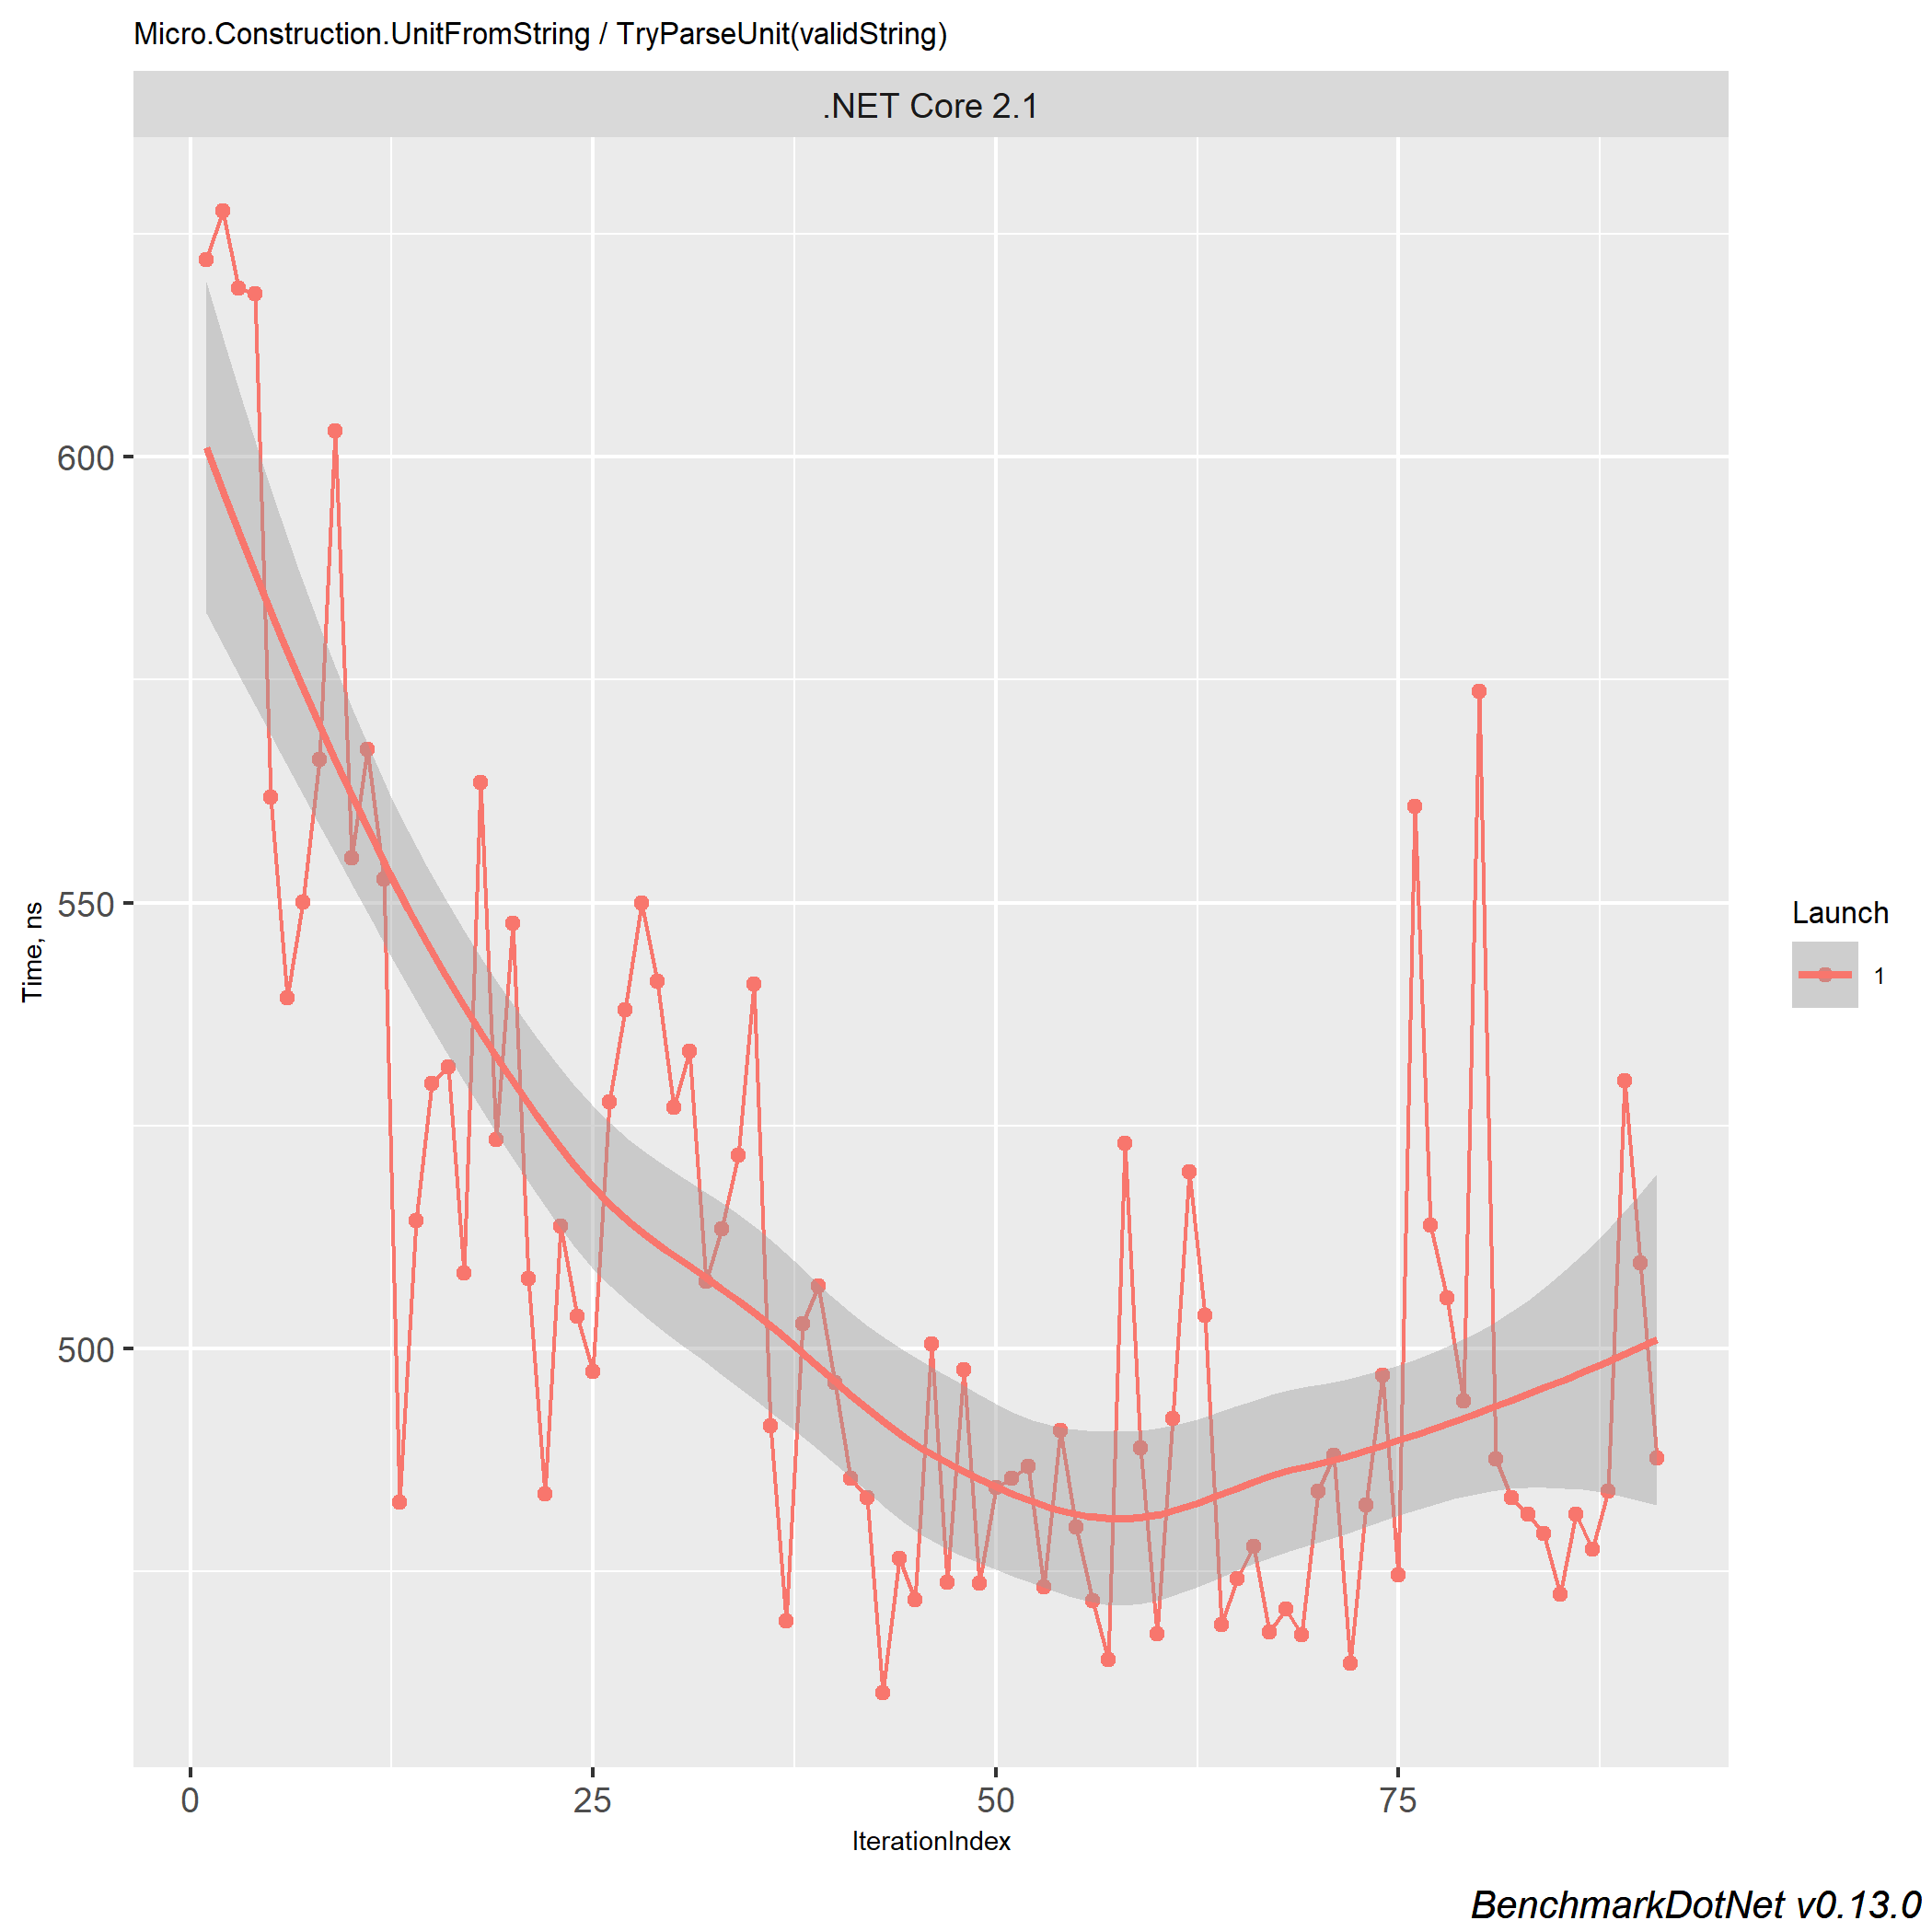 Micro.Construction.UnitFromString / TryParseUnit(validString)
.NET Core 2.1
600
550
500
Time, ns
0 25 50 75
IterationIndex
Launch
1
BenchmarkDotNet v0.13.0